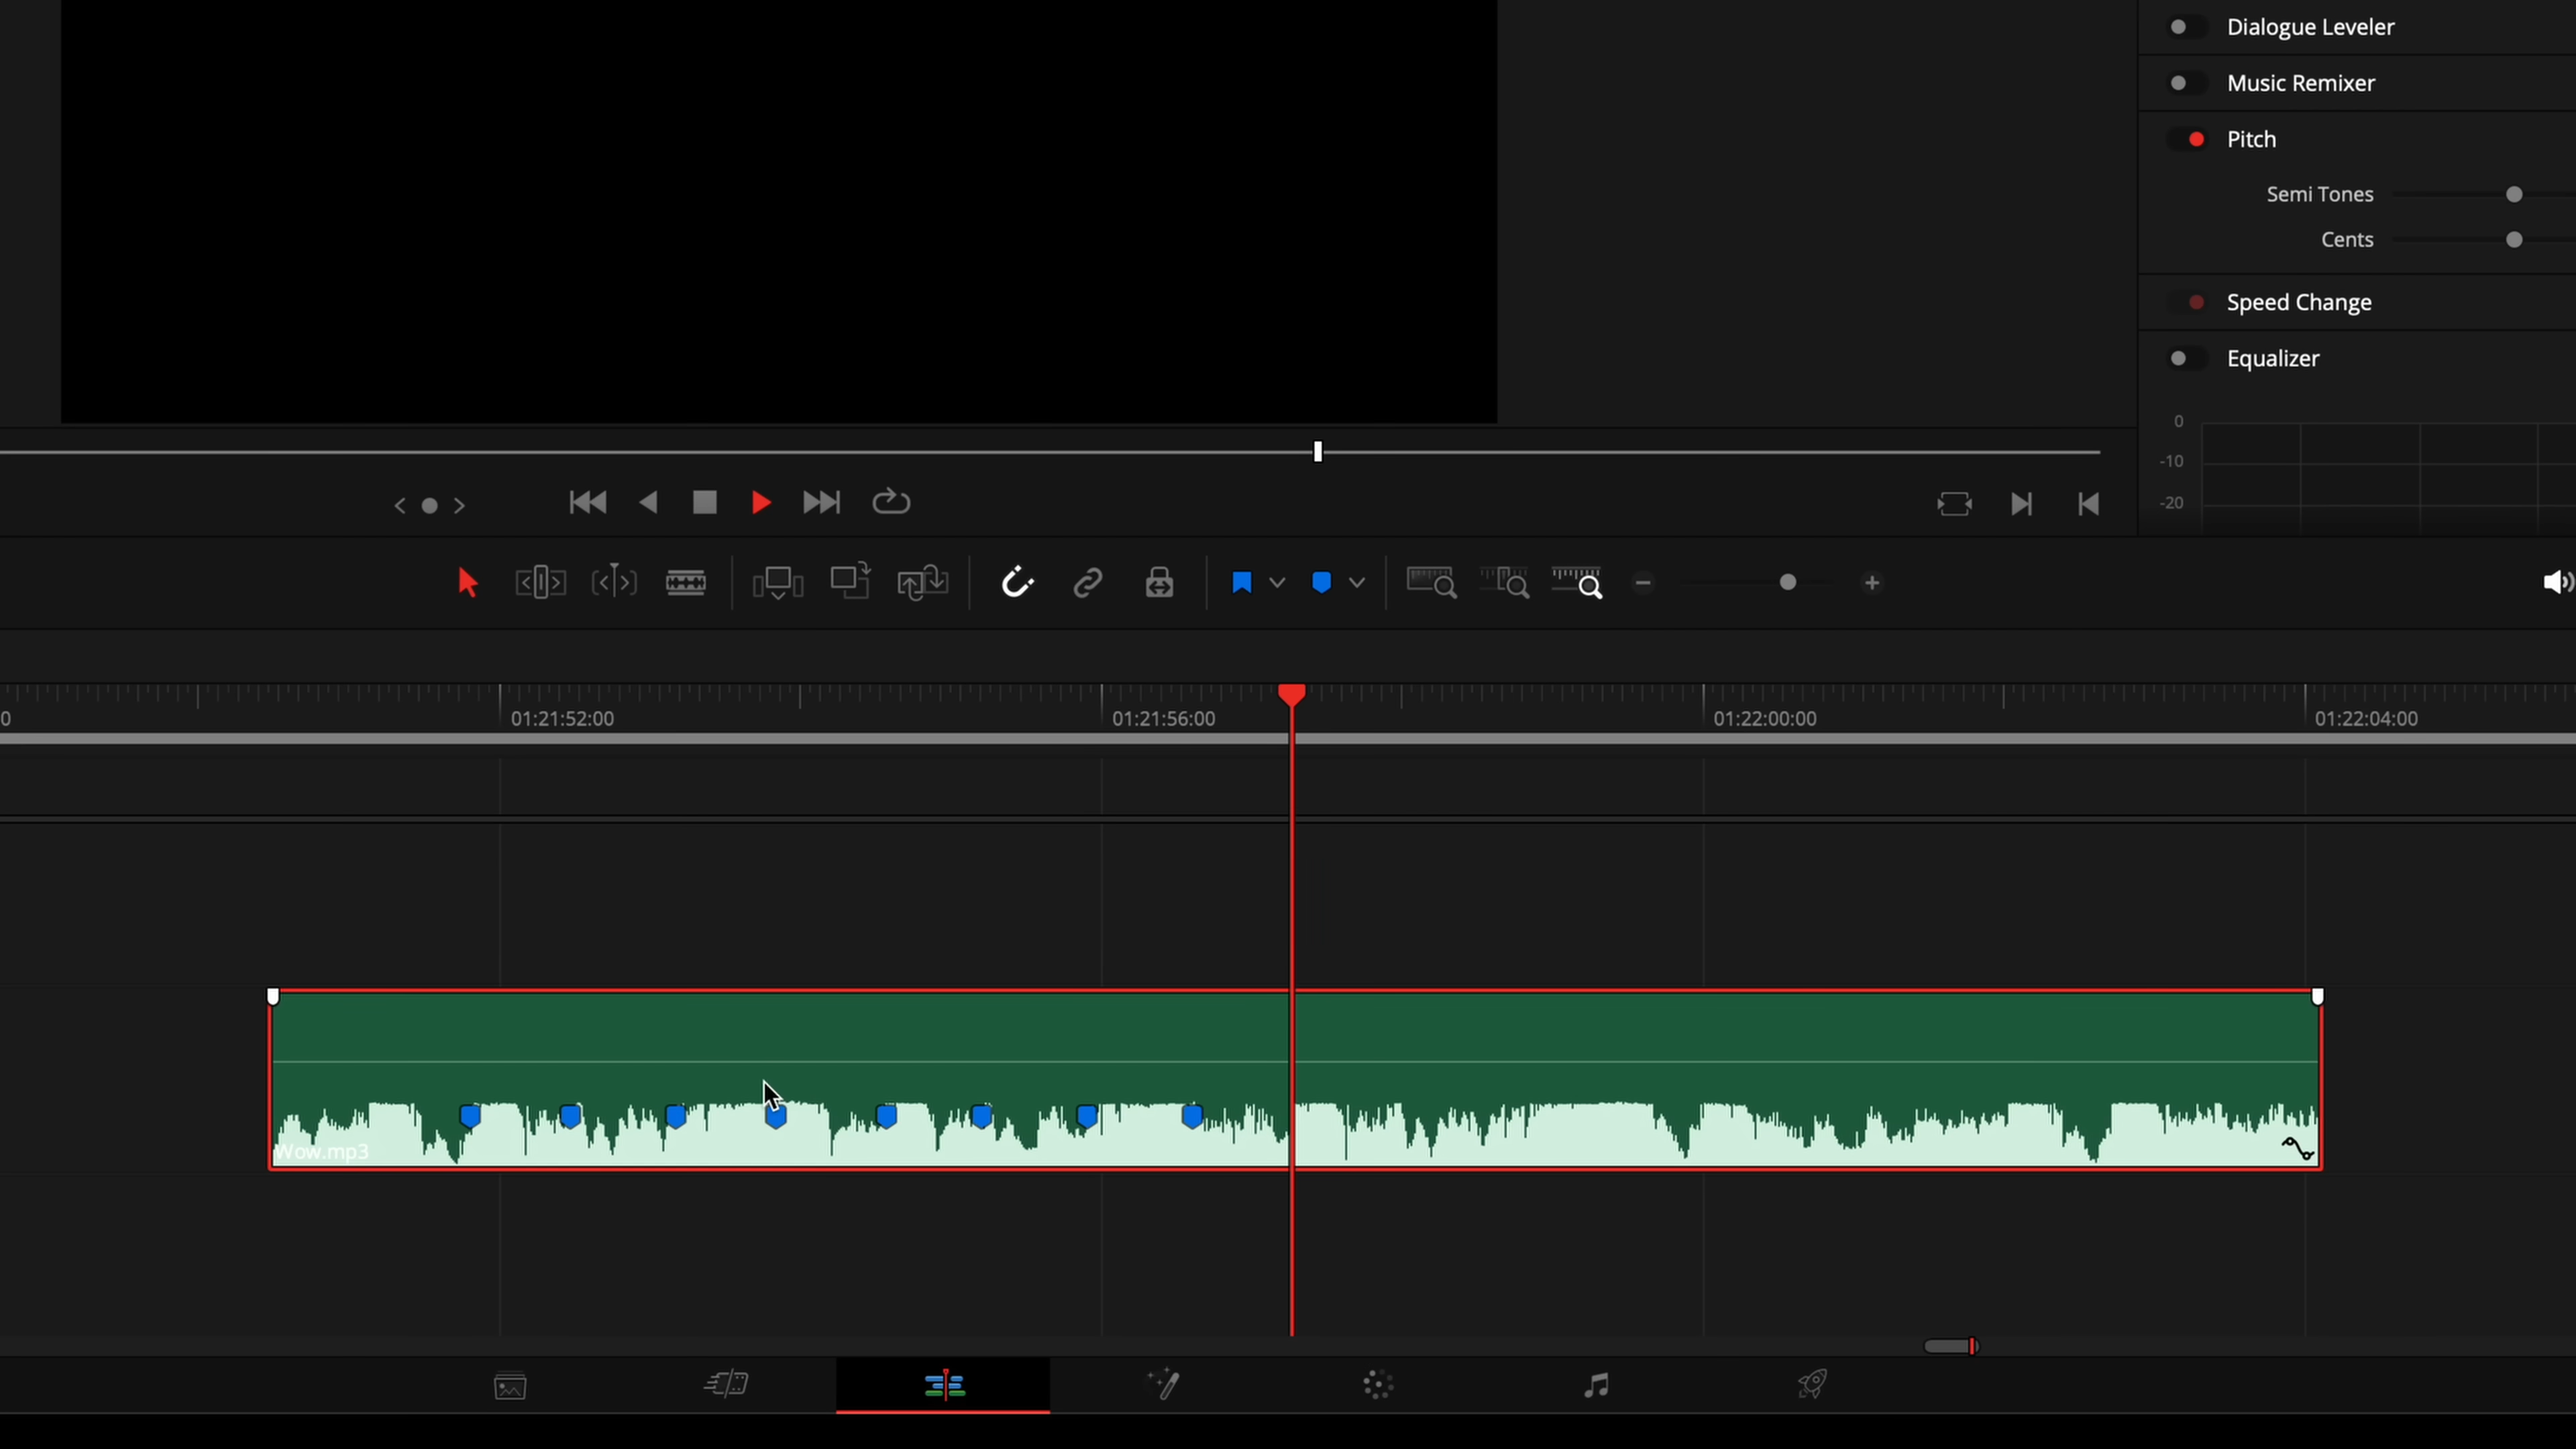 Dialogue Leveler
Music Remixer
Pitch
Semi Tones
Cents
Speed Change
Equalizer
0
-10
-20
0
01:21:52:00
01:21:56:00
01:22:00:00
01:22:04:00
Wow.mp3